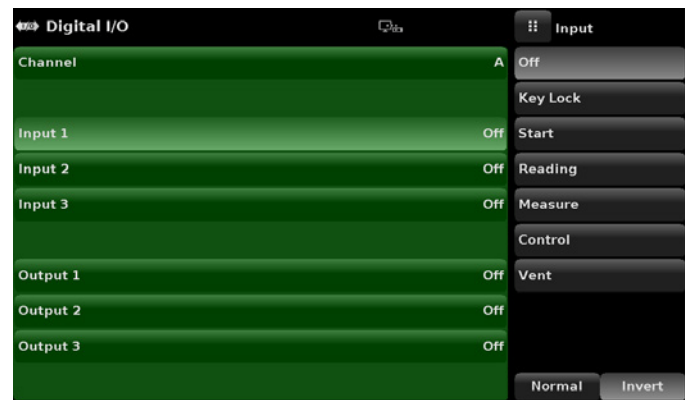 Digital I/O
Channel A
Input 1 Off
Input 2 Off
Input 3 Off
Output 1 Off
Output 2 Off
Output 3 Off
Input
Off
Key Lock
Start
Reading
Measure
Control
Vent
Normal Invert